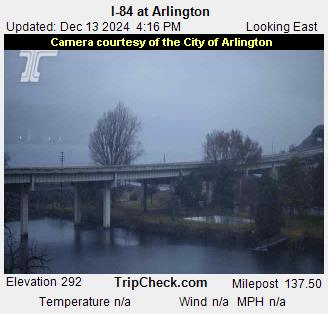 I-84 at Arlington
Updated: Dec 13 2024 4:16 PM Looking East
Camera courtesy of the City of Arlington
Elevation 292 TripCheck.com Milepost 137.50
Temperature n/a Wind n/a MPH n/a